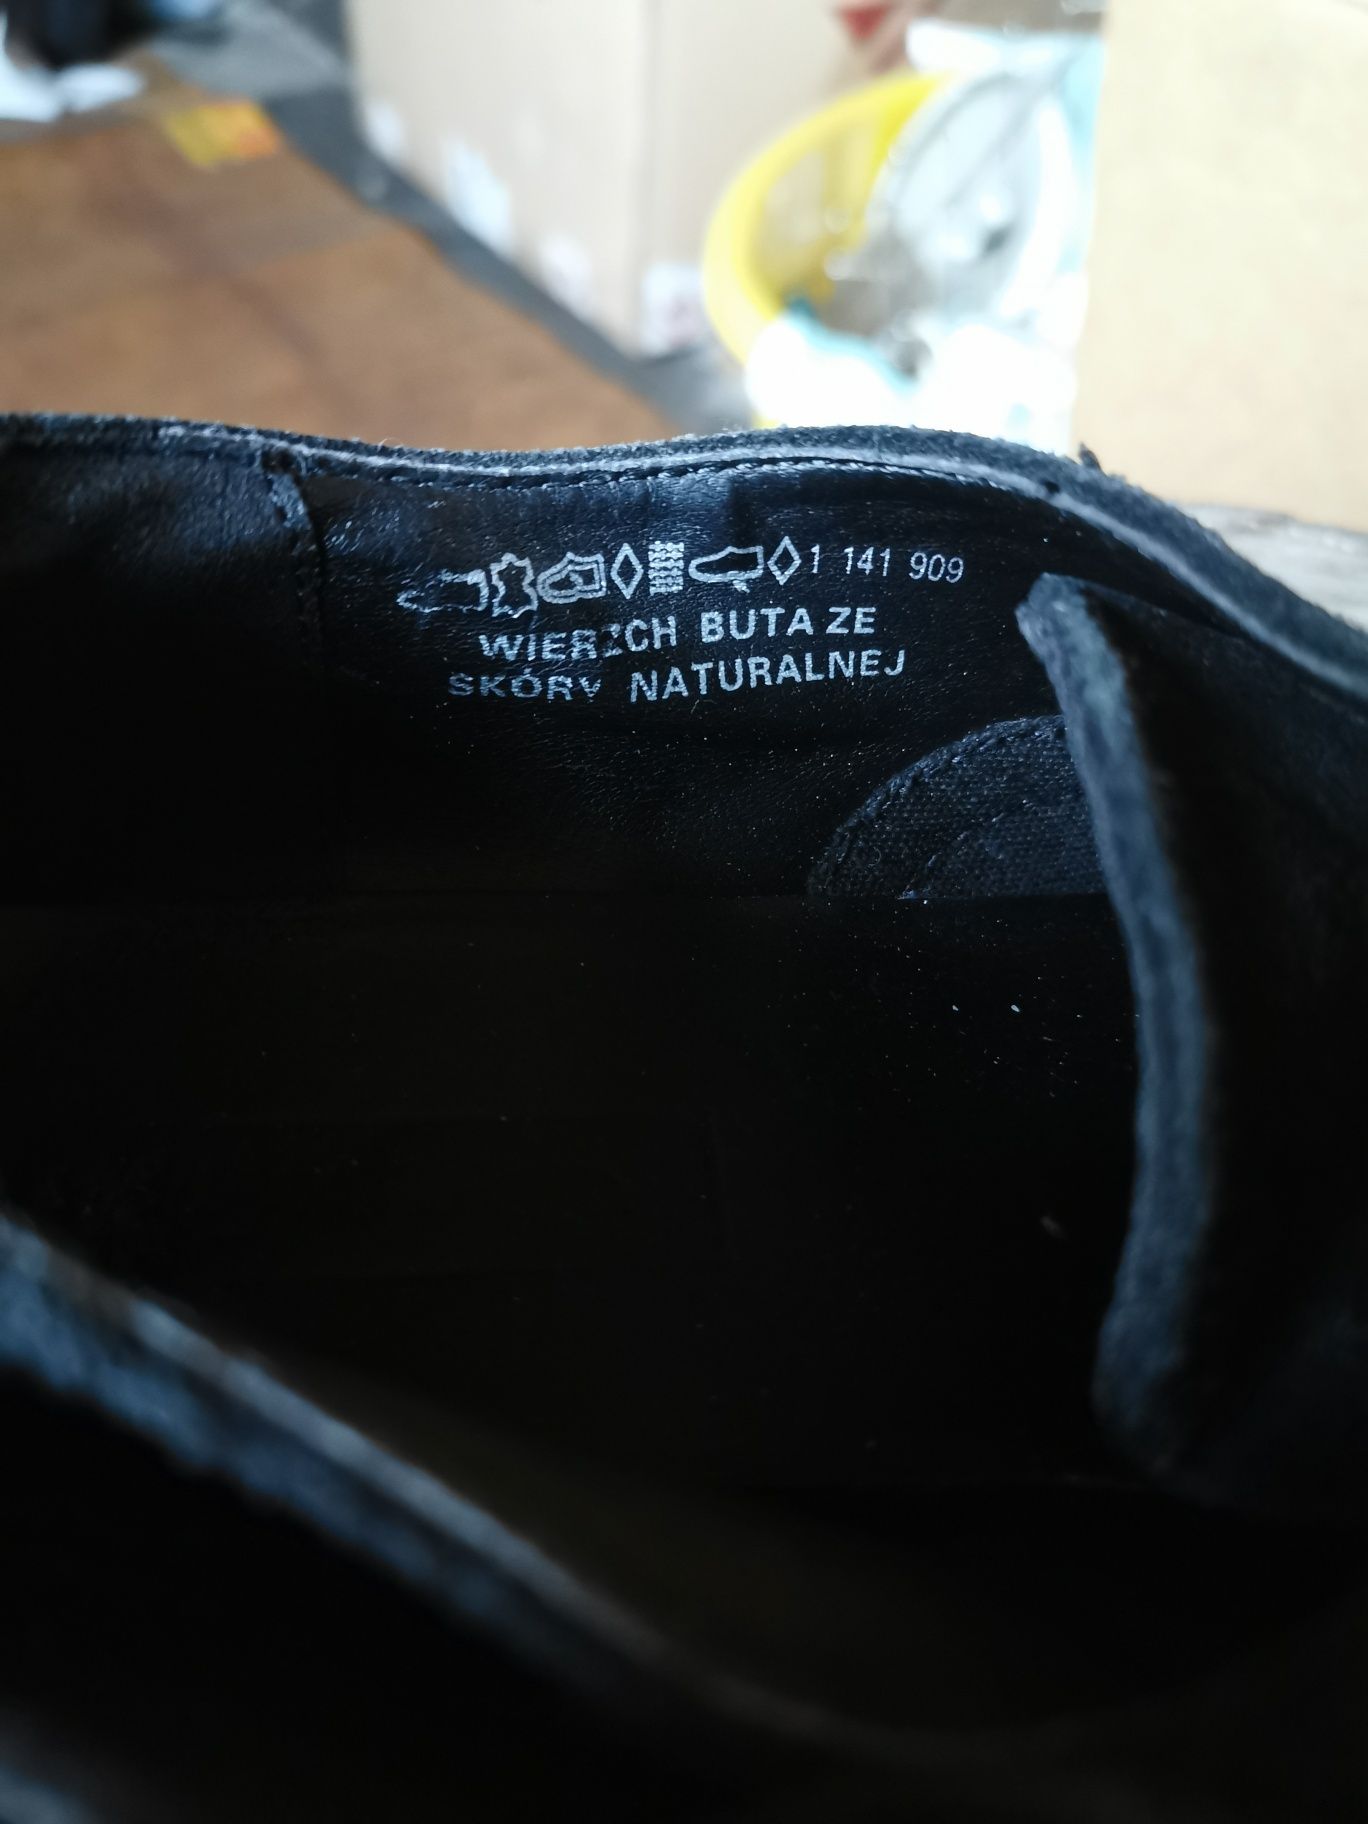 1 141 909
WIERZCH BUTA ZE
SKÓRY NATURALNEJ